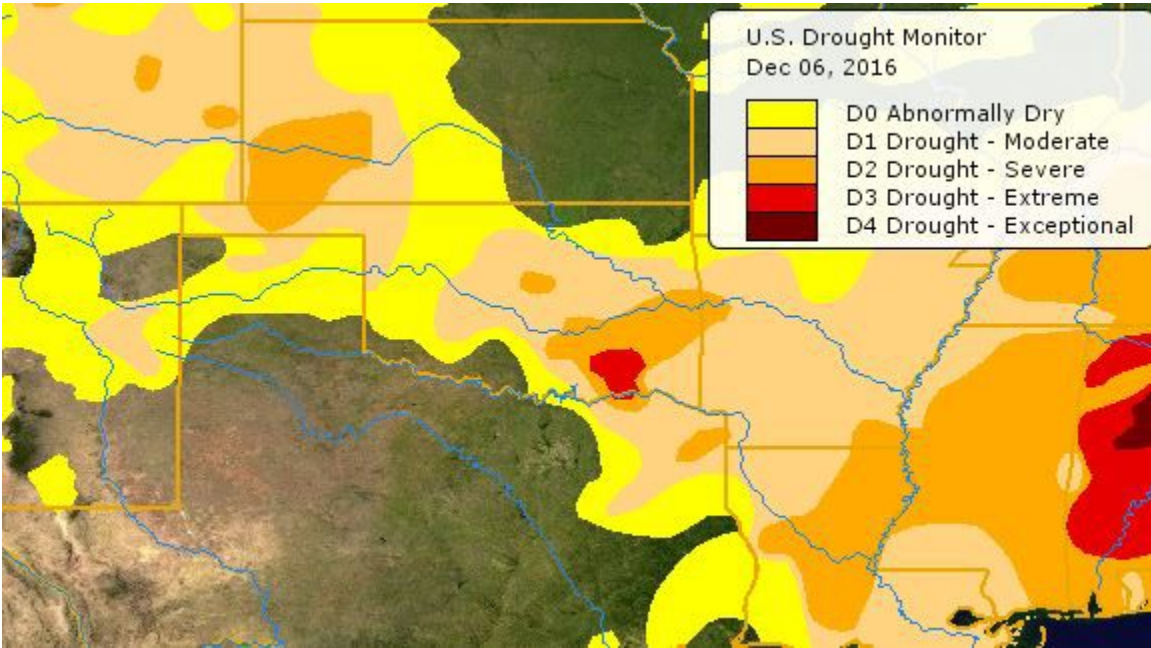 U.S. Drought Monitor
Dec 06, 2016
D0 Abnormally Dry
D1 Drought - Moderate
D2 Drought - Severe
D3 Drought - Extreme
D4 Drought - Exceptional